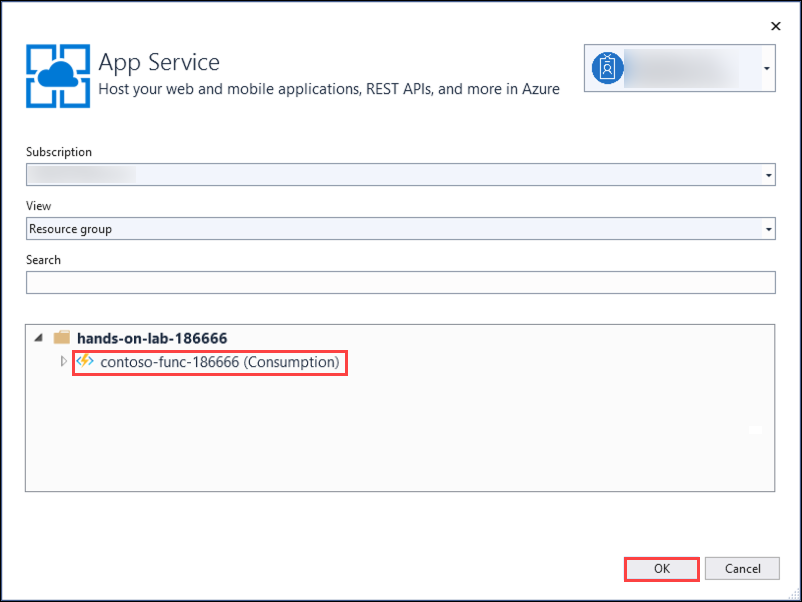 App Service
Host your web and mobile applications, REST APIs, and more in Azure
Subscription
View
Resource group
Search
hands-on-lab-186666
contoso-func-186666 (Consumption)
OK
Cancel